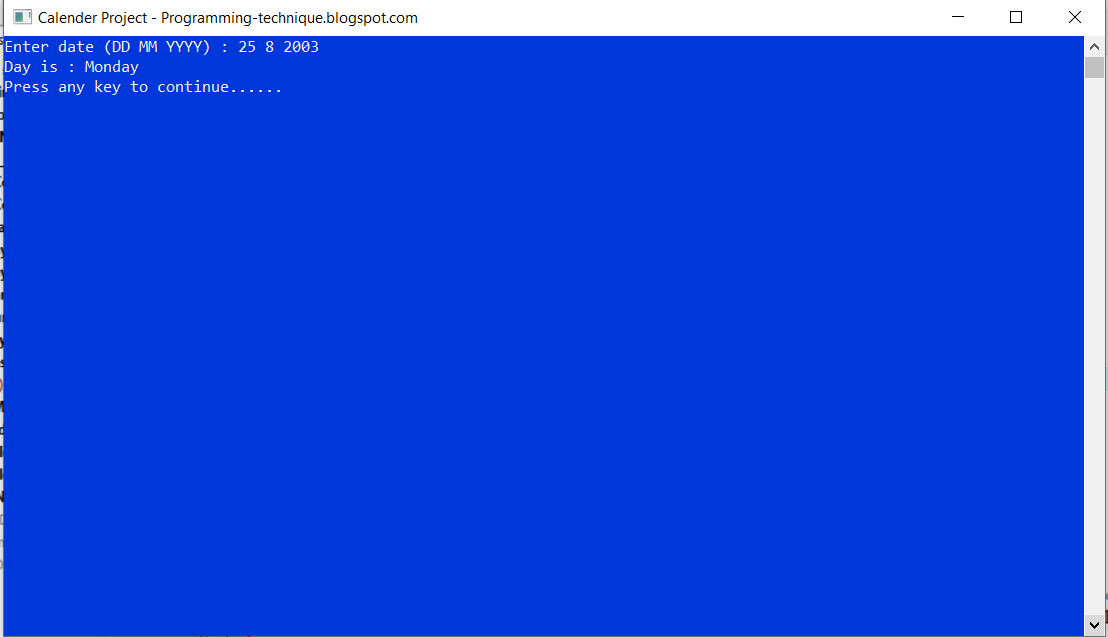 Calender Project - Programming-technique.blogspot.com
Enter date (DD MM YYYY) : 25 8 2003
Day is : Monday
Press any key to continue......